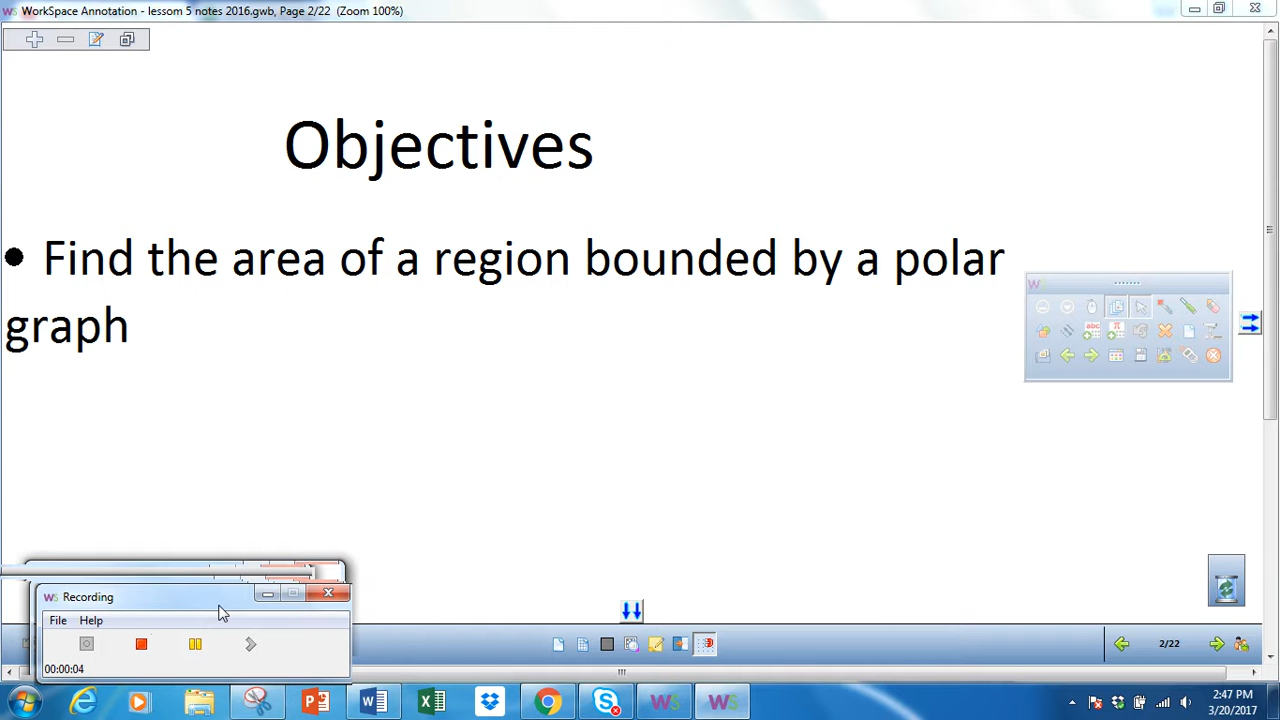 WorkSpace Annotation - lessom 5 notes 2016.gwb, Page 2/22 (Zoom 100%)
Objectives
• Find the area of a region bounded by a polar
graph
Recording
File Help
00:00:04
2/22
2:47 PM
3/20/2017